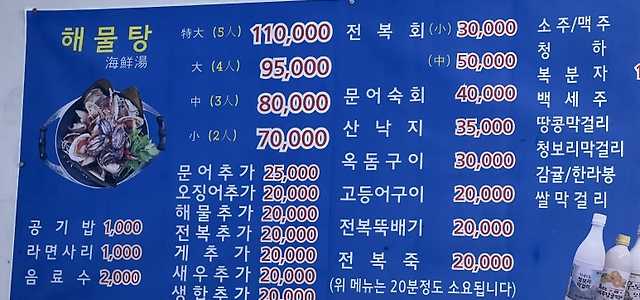 해물탕
海鮮湯
공기밥 1,000
라면사리 1,000
음료수 2,000
特大 (5人) 110,000
大 (4人) 95,000
中 (3人) 80,000
小 (2人) 70,000
문어추가 25,000
오징어추가 20,000
해물추가 20,000
전복추가 20,000
게추가 20,000
새우추가 20,000
생합추가 20,000
전복회 (小) 30,000
(中) 50,000
문어숙회 40,000
산낙지 35,000
옥돔구이 30,000
고등어구이 20,000
전복뚝배기 20,000
전복죽 20,000
(위 메뉴는 20분정도 소요됩니다)
소주/맥주
청하
복분자
백세주
땅콩막걸리
청보리막걸리
감귤/한라봉
쌀막걸리